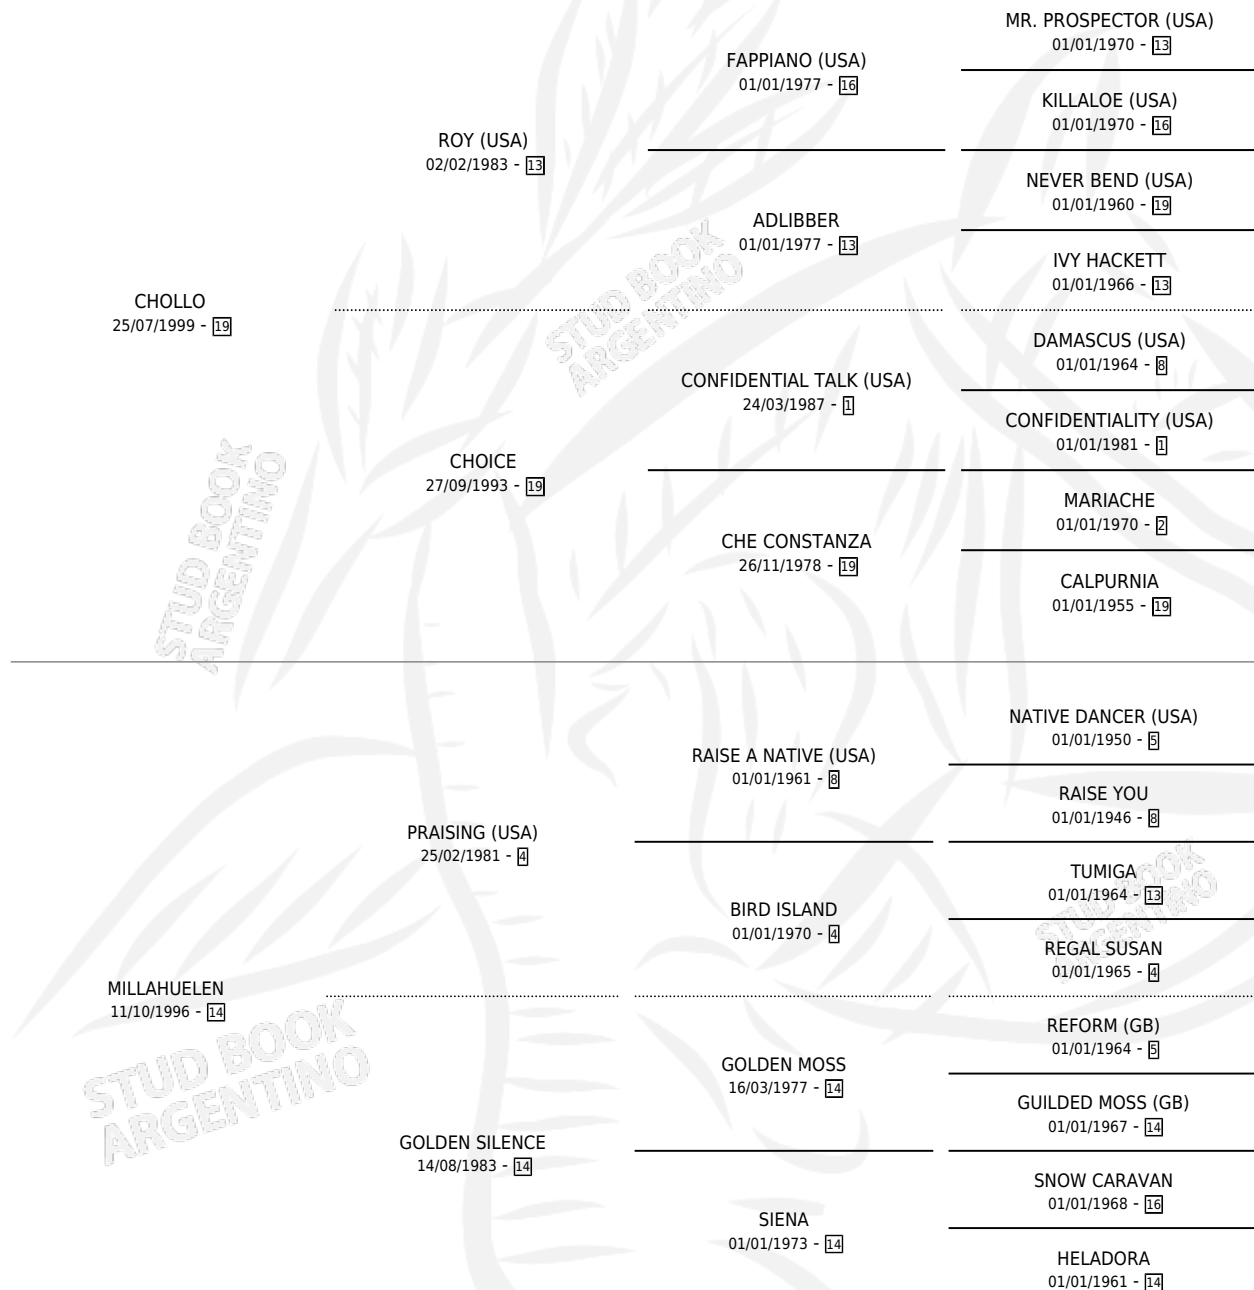 MR. PROSPECTOR (USA)
01/01/1970 - 13
FAPPIANO (USA)
01/01/1977 - 16
KILLALOE (USA)
01/01/1970 - 16
ROY (USA)
02/02/1983 - 13
NEVER BEND (USA)
01/01/1960 - 19
ADLIBBER
01/01/1977 - 13
IVY HACKETT
01/01/1966 - 13
CHOLLO
25/07/1999 - 19
STUD BOOK
ARGENTINO
DAMASCUS (USA)
01/01/1964 - 8
CONFIDENTIAL TALK (USA)
24/03/1987 - 1
CONFIDENTIALITY (USA)
01/01/1981 - 1
CHOICE
27/09/1993 - 19
MARIACHE
01/01/1970 - 2
CHE CONSTANZA
26/11/1978 - 19
CALPURNIA
01/01/1955 - 19
STUD BOOK
ARGENTINO
NATIVE DANCER (USA)
01/01/1950 - 5
RAISE A NATIVE (USA)
01/01/1961 - 8
RAISE YOU
01/01/1946 - 8
PRAISING (USA)
25/02/1981 - 4
TUMIGA
01/01/1964 - 13
BIRD ISLAND
01/01/1970 - 4
STUD BOOK
ARGENTINO
REGAL SUSAN
01/01/1965 - 4
MILLAHUELEN
11/10/1996 - 14
STUD BOOK
ARGENTINO
REFORM (GB)
01/01/1964 - 5
GOLDEN MOSS
16/03/1977 - 14
GUILDED MOSS (GB)
01/01/1967 - 14
GOLDEN SILENCE
14/08/1983 - 14
SNOW CARAVAN
01/01/1968 - 16
SIENA
01/01/1973 - 14
HELADORA
01/01/1961 - 14